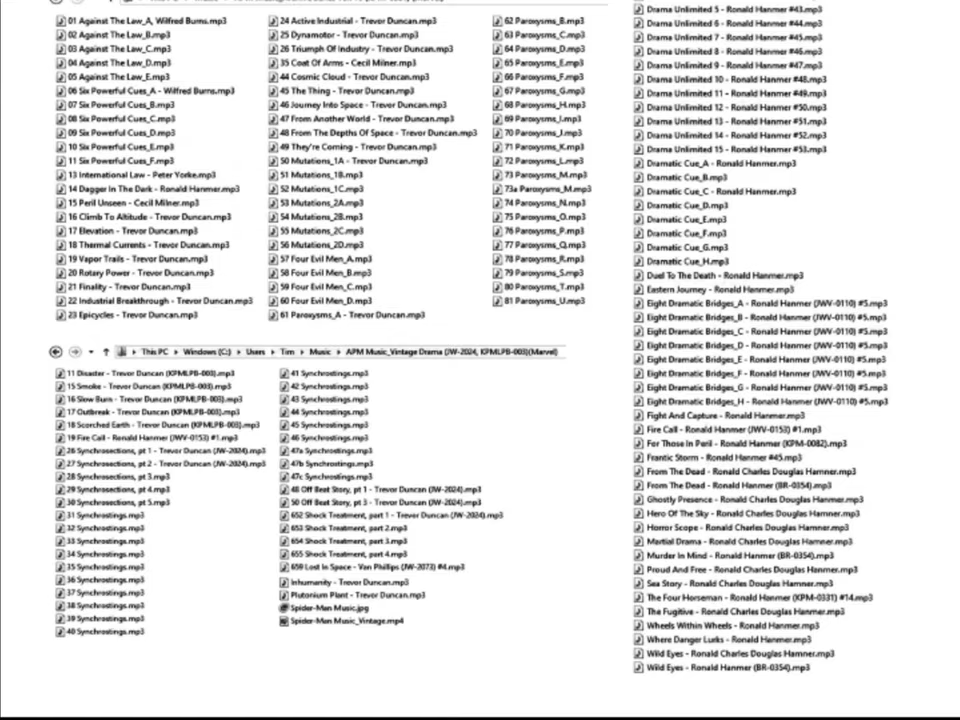 01 Against The Law_A, Wilfred Burns.mp3
02 Against The Law_B.mp3
03 Against The Law_C.mp3
04 Against The Law_D.mp3
05 Against The Law_E.mp3
06 Six Powerful Cues_A - Wilfred Burns.mp3
07 Six Powerful Cues_B.mp3
08 Six Powerful Cues_C.mp3
09 Six Powerful Cues_D.mp3
10 Six Powerful Cues_E.mp3
11 Six Powerful Cues_F.mp3
13 International Law - Peter Yorke.mp3
14 Dagger In The Dark - Ronald Hanmer.mp3
15 Peril Unseen - Cecil Milner.mp3
16 Climb To Altitude - Trevor Duncan.mp3
17 Elevation - Trevor Duncan.mp3
18 Thermal Currents - Trevor Duncan.mp3
19 Vapor Trails - Trevor Duncan.mp3
20 Rotary Power - Trevor Duncan.mp3
21 Finality - Trevor Duncan.mp3
22 Industrial Breakthrough - Trevor Duncan.mp3
23 Epicycles - Trevor Duncan.mp3
24 Active Industrial - Trevor Duncan.mp3
25 Dynamotor - Trevor Duncan.mp3
26 Triumph Of Industry - Trevor Duncan.mp3
35 Coat Of Arms - Cecil Milner.mp3
44 Cosmic Cloud - Trevor Duncan.mp3
45 The Thing - Trevor Duncan.mp3
46 Journey Into Space - Trevor Duncan.mp3
47 From Another World - Trevor Duncan.mp3
48 From The Depths Of Space - Trevor Duncan.mp3
49 They're Coming - Trevor Duncan.mp3
50 Mutations_1A - Trevor Duncan.mp3
51 Mutations_1B.mp3
52 Mutations_1C.mp3
53 Mutations_2A.mp3
54 Mutations_2B.mp3
55 Mutations_2C.mp3
56 Mutations_2D.mp3
57 Four Evil Men_A.mp3
58 Four Evil Men_B.mp3
59 Four Evil Men_C.mp3
60 Four Evil Men_D.mp3
61 Paroxysms_A - Trevor Duncan.mp3
62 Paroxysms_B.mp3
63 Paroxysms_C.mp3
64 Paroxysms_D.mp3
65 Paroxysms_E.mp3
66 Paroxysms_F.mp3
67 Paroxysms_G.mp3
68 Paroxysms_H.mp3
69 Paroxysms_I.mp3
70 Paroxysms_J.mp3
71 Paroxysms_K.mp3
72 Paroxysms_L.mp3
73 Paroxysms_M.mp3
73a Paroxysms_M.mp3
74 Paroxysms_N.mp3
75 Paroxysms_O.mp3
76 Paroxysms_P.mp3
77 Paroxysms_Q.mp3
78 Paroxysms_R.mp3
79 Paroxysms_S.mp3
80 Paroxysms_T.mp3
81 Paroxysms_U.mp3
This PC Windows (C:) Users Tim Music APM Music_Vintage Drama (JW-2024, KPMLPB-003)(Marvel)
11 Disaster - Trevor Duncan (KPMLPB-003).mp3
15 Smoke - Trevor Duncan (KPMLPB-003).mp3
16 Slow Burn - Trevor Duncan (KPMLPB-003).mp3
17 Outbreak - Trevor Duncan (KPMLPB-003).mp3
18 Scorched Earth - Trevor Duncan (KPMLPB-003).mp3
19 Fire Call - Ronald Hanmer (JWV-0153) #1.mp3
26 Synchrosections, pt 1 - Trevor Duncan (JW-2024).mp3
27 Synchrosections, pt 2 - Trevor Duncan (JW-2024).mp3
28 Synchrosections, pt 3.mp3
29 Synchrosections, pt 4.mp3
30 Synchrosections, pt 5.mp3
31 Synchrostings.mp3
32 Synchrostings.mp3
33 Synchrostings.mp3
34 Synchrostings.mp3
35 Synchrostings.mp3
36 Synchrostings.mp3
37 Synchrostings.mp3
38 Synchrostings.mp3
39 Synchrostings.mp3
40 Synchrostings.mp3
41 Synchrostings.mp3
42 Synchrostings.mp3
43 Synchrostings.mp3
44 Synchrostings.mp3
45 Synchrostings.mp3
46 Synchrostings.mp3
47a Synchrostings.mp3
47b Synchrostings.mp3
47c Synchrostings.mp3
48 Off Beat Story, pt 1 - Trevor Duncan (JW-2024).mp3
50 Off Beat Story, pt 3 - Trevor Duncan (JW-2024).mp3
652 Shock Treatment, part 1 - Trevor Duncan (JW-2024).mp3
653 Shock Treatment, part 2.mp3
654 Shock Treatment, part 3.mp3
655 Shock Treatment, part 4.mp3
659 Lost In Space - Van Phillips (JW-2073) #4.mp3
Inhumanity - Trevor Duncan.mp3
Plutonium Plant - Trevor Duncan.mp3
Spider-Man Music.jpg
Spider-Man Music_Vintage.mp4
Drama Unlimited 5 - Ronald Hanmer #43.mp3
Drama Unlimited 6 - Ronald Hanmer #44.mp3
Drama Unlimited 7 - Ronald Hanmer #45.mp3
Drama Unlimited 8 - Ronald Hanmer #46.mp3
Drama Unlimited 9 - Ronald Hanmer #47.mp3
Drama Unlimited 10 - Ronald Hanmer #48.mp3
Drama Unlimited 11 - Ronald Hanmer #49.mp3
Drama Unlimited 12 - Ronald Hanmer #50.mp3
Drama Unlimited 13 - Ronald Hanmer #51.mp3
Drama Unlimited 14 - Ronald Hanmer #52.mp3
Drama Unlimited 15 - Ronald Hanmer #53.mp3
Dramatic Cue_A - Ronald Hanmer.mp3
Dramatic Cue_B.mp3
Dramatic Cue_C - Ronald Hanmer.mp3
Dramatic Cue_D.mp3
Dramatic Cue_E.mp3
Dramatic Cue_F.mp3
Dramatic Cue_G.mp3
Dramatic Cue_H.mp3
Duel To The Death - Ronald Hanmer.mp3
Eastern Journey - Ronald Hanmer.mp3
Eight Dramatic Bridges_A - Ronald Hanmer (JWV-0110) #5.mp3
Eight Dramatic Bridges_B - Ronald Hanmer (JWV-0110) #5.mp3
Eight Dramatic Bridges_C - Ronald Hanmer (JWV-0110) #5.mp3
Eight Dramatic Bridges_D - Ronald Hanmer (JWV-0110) #5.mp3
Eight Dramatic Bridges_E - Ronald Hanmer (JWV-0110) #5.mp3
Eight Dramatic Bridges_F - Ronald Hanmer (JWV-0110) #5.mp3
Eight Dramatic Bridges_G - Ronald Hanmer (JWV-0110) #5.mp3
Eight Dramatic Bridges_H - Ronald Hanmer (JWV-0110) #5.mp3
Fight And Capture - Ronald Hanmer.mp3
Fire Call - Ronald Hanmer (JWV-0153) #1.mp3
For Those In Peril - Ronald Hanmer (KPM-0082).mp3
Frantic Storm - Ronald Hanmer #45.mp3
From The Dead - Ronald Charles Douglas Hamner.mp3
From The Dead - Ronald Hanmer (BR-0354).mp3
Ghostly Presence - Ronald Charles Douglas Hamner.mp3
Hero Of The Sky - Ronald Charles Douglas Hamner.mp3
Horror Scope - Ronald Charles Douglas Hamner.mp3
Martial Drama - Ronald Charles Douglas Hamner.mp3
Murder In Mind - Ronald Hanmer (BR-0354).mp3
Proud And Free - Ronald Charles Douglas Hamner.mp3
Sea Story - Ronald Charles Douglas Hamner.mp3
The Four Horseman - Ronald Hanmer (KPM-0331) #14.mp3
The Fugitive - Ronald Charles Douglas Hamner.mp3
Wheels Within Wheels - Ronald Hanmer.mp3
Where Danger Lurks - Ronald Hanmer.mp3
Wild Eyes - Ronald Charles Douglas Hamner.mp3
Wild Eyes - Ronald Hanmer (BR-0354).mp3